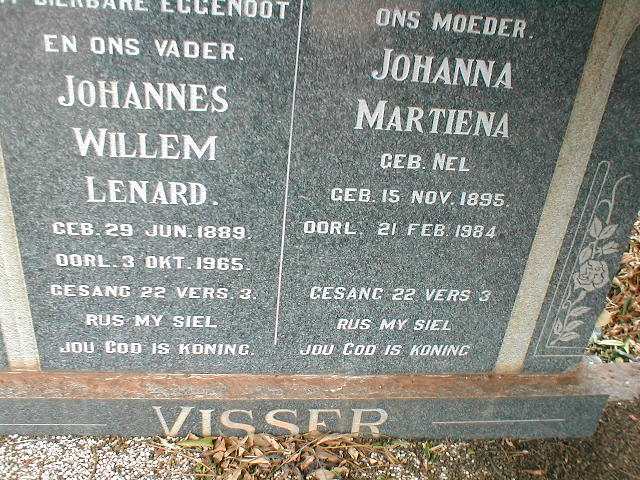 DIERBARE EGGENOOT
EN ONS VADER.
JOHANNES
WILLEM
LENARD.
GEB. 29 JUN. 1889.
OORL. 3 OKT. 1965.
GESANG 22 VERS. 3.
RUS MY SIEL
JOU GOD IS KONING.
ONS MOEDER.
JOHANNA
MARTIENA
GEB. NEL
GEB. 15 NOV. 1895.
OORL. 21 FEB 1984
GESANG 22 VERS 3
RUS MY SIEL
JOU GOD IS KONING
VISSER